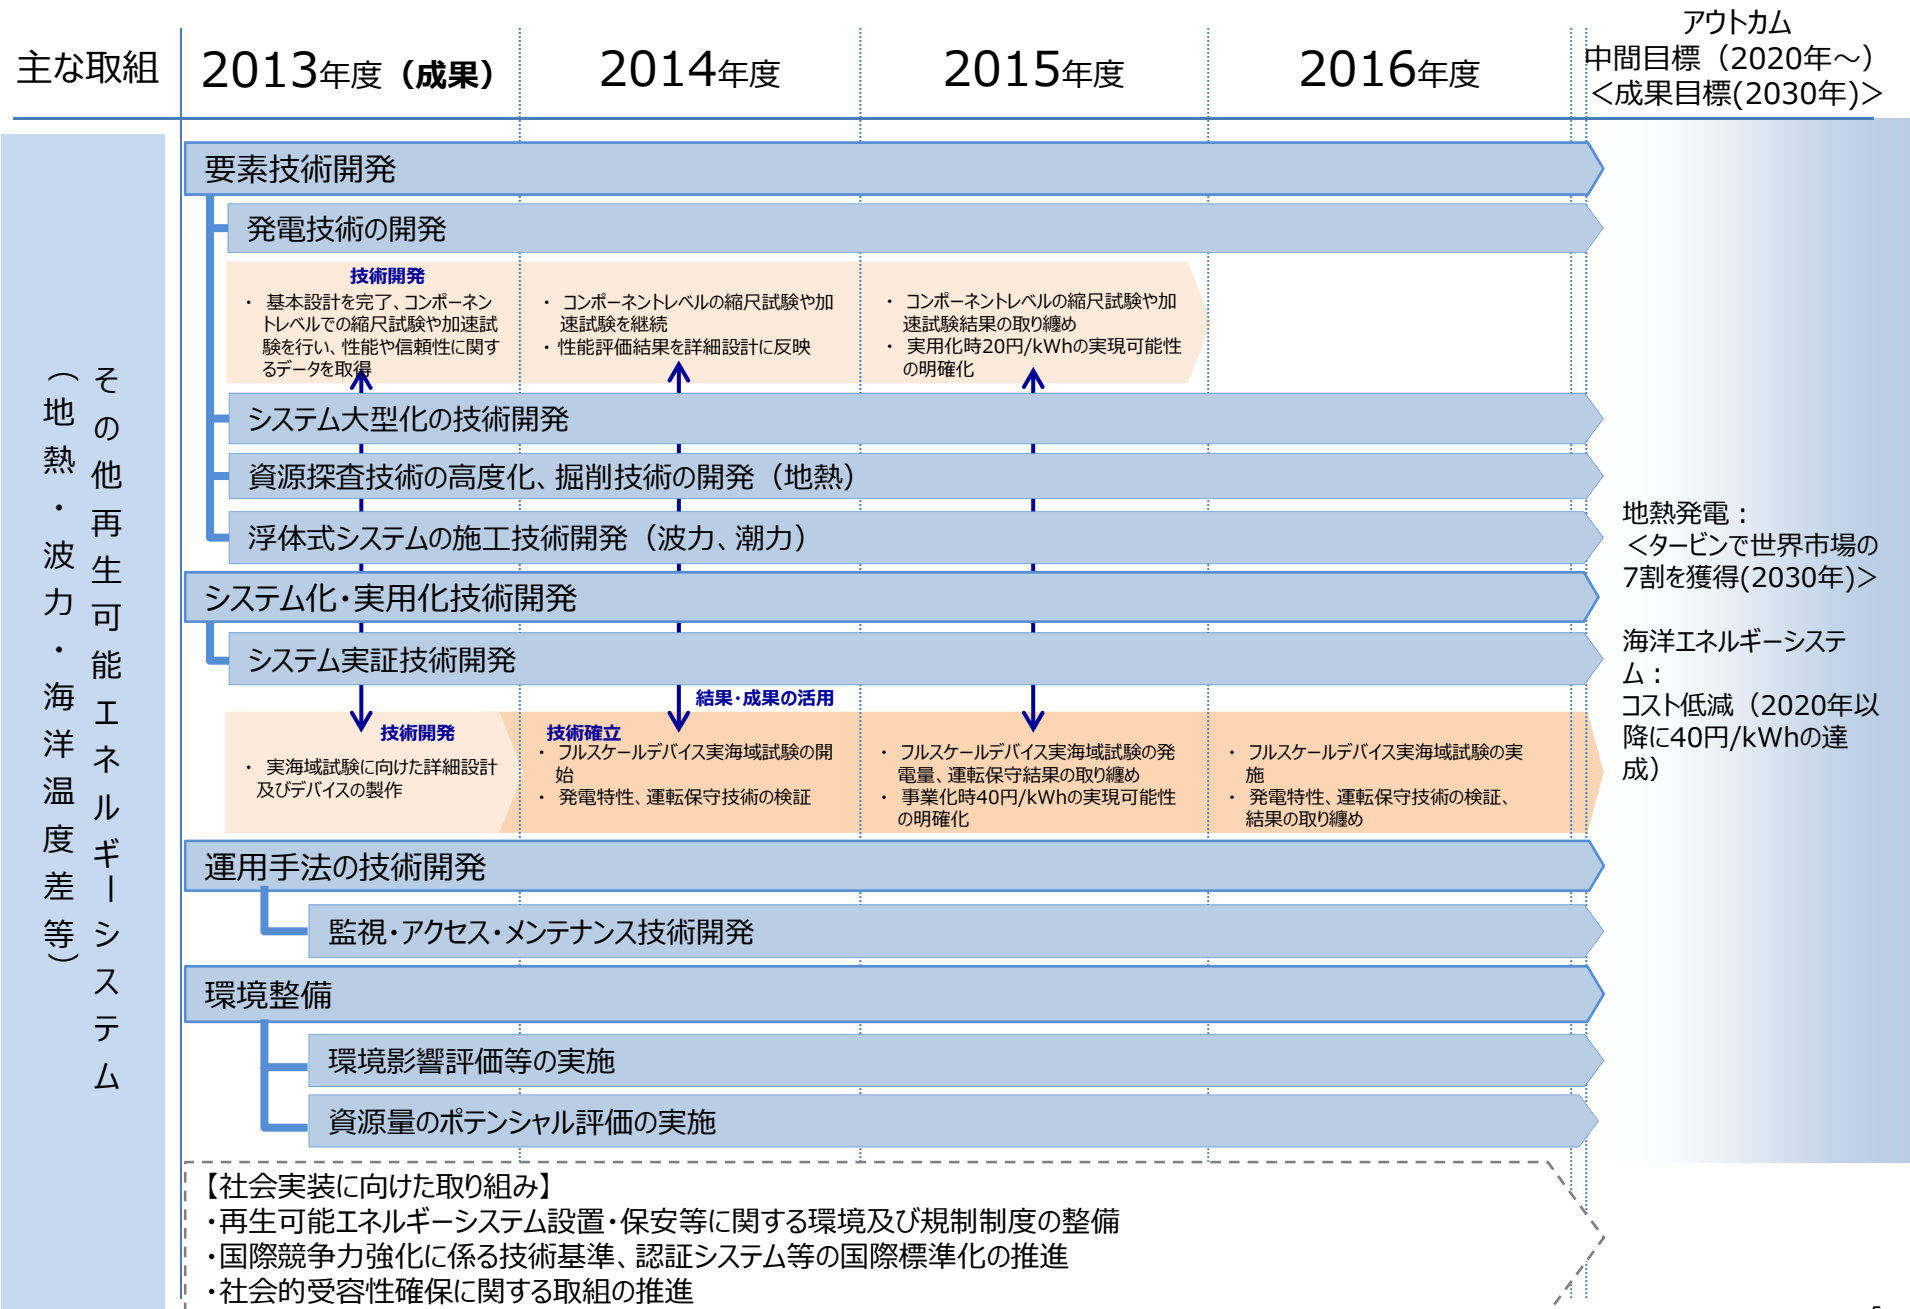 主な取組
2013年度（成果）
2014年度
2015年度
2016年度
アウトカム
中間目標（2020年～）
＜成果目標(2030年)＞
その他再生可能エネルギーシステム
（地熱・波力・海洋温度差等）
要素技術開発
発電技術の開発
技術開発
・ 基本設計を完了、コンポーネン
トレベルでの縮尺試験や加速試
験を行い、性能や信頼性に関す
るデータを取得
・ コンポーネントレベルの縮尺試験や加
速試験を継続
・性能評価結果を詳細設計に反映
・ コンポーネントレベルの縮尺試験や加
速試験結果の取り纏め
・ 実用化時20円/kWhの実現可能性
の明確化
システム大型化の技術開発
資源探査技術の高度化、掘削技術の開発（地熱）
浮体式システムの施工技術開発（波力、潮力）
システム化・実用化技術開発
システム実証技術開発
結果・成果の活用
技術開発
・ 実海域試験に向けた詳細設計
及びデバイスの製作
技術確立
・ フルスケールデバイス実海域試験の開
始
・ 発電特性、運転保守技術の検証
・ フルスケールデバイス実海域試験の発
電量、運転保守結果の取り纏め
・ 事業化時40円/kWhの実現可能性
の明確化
・ フルスケールデバイス実海域試験の実
施
・ 発電特性、運転保守技術の検証、
結果の取り纏め
運用手法の技術開発
監視・アクセス・メンテナンス技術開発
環境整備
環境影響評価等の実施
資源量のポテンシャル評価の実施
地熱発電：
＜タービンで世界市場の
7割を獲得(2030年)＞
海洋エネルギーシステ
ム：
コスト低減（2020年以
降に40円/kWhの達
成）
【社会実装に向けた取り組み】
・再生可能エネルギーシステム設置・保安等に関する環境及び規制制度の整備
・国際競争力強化に係る技術基準、認証システム等の国際標準化の推進
・社会的受容性確保に関する取組の推進